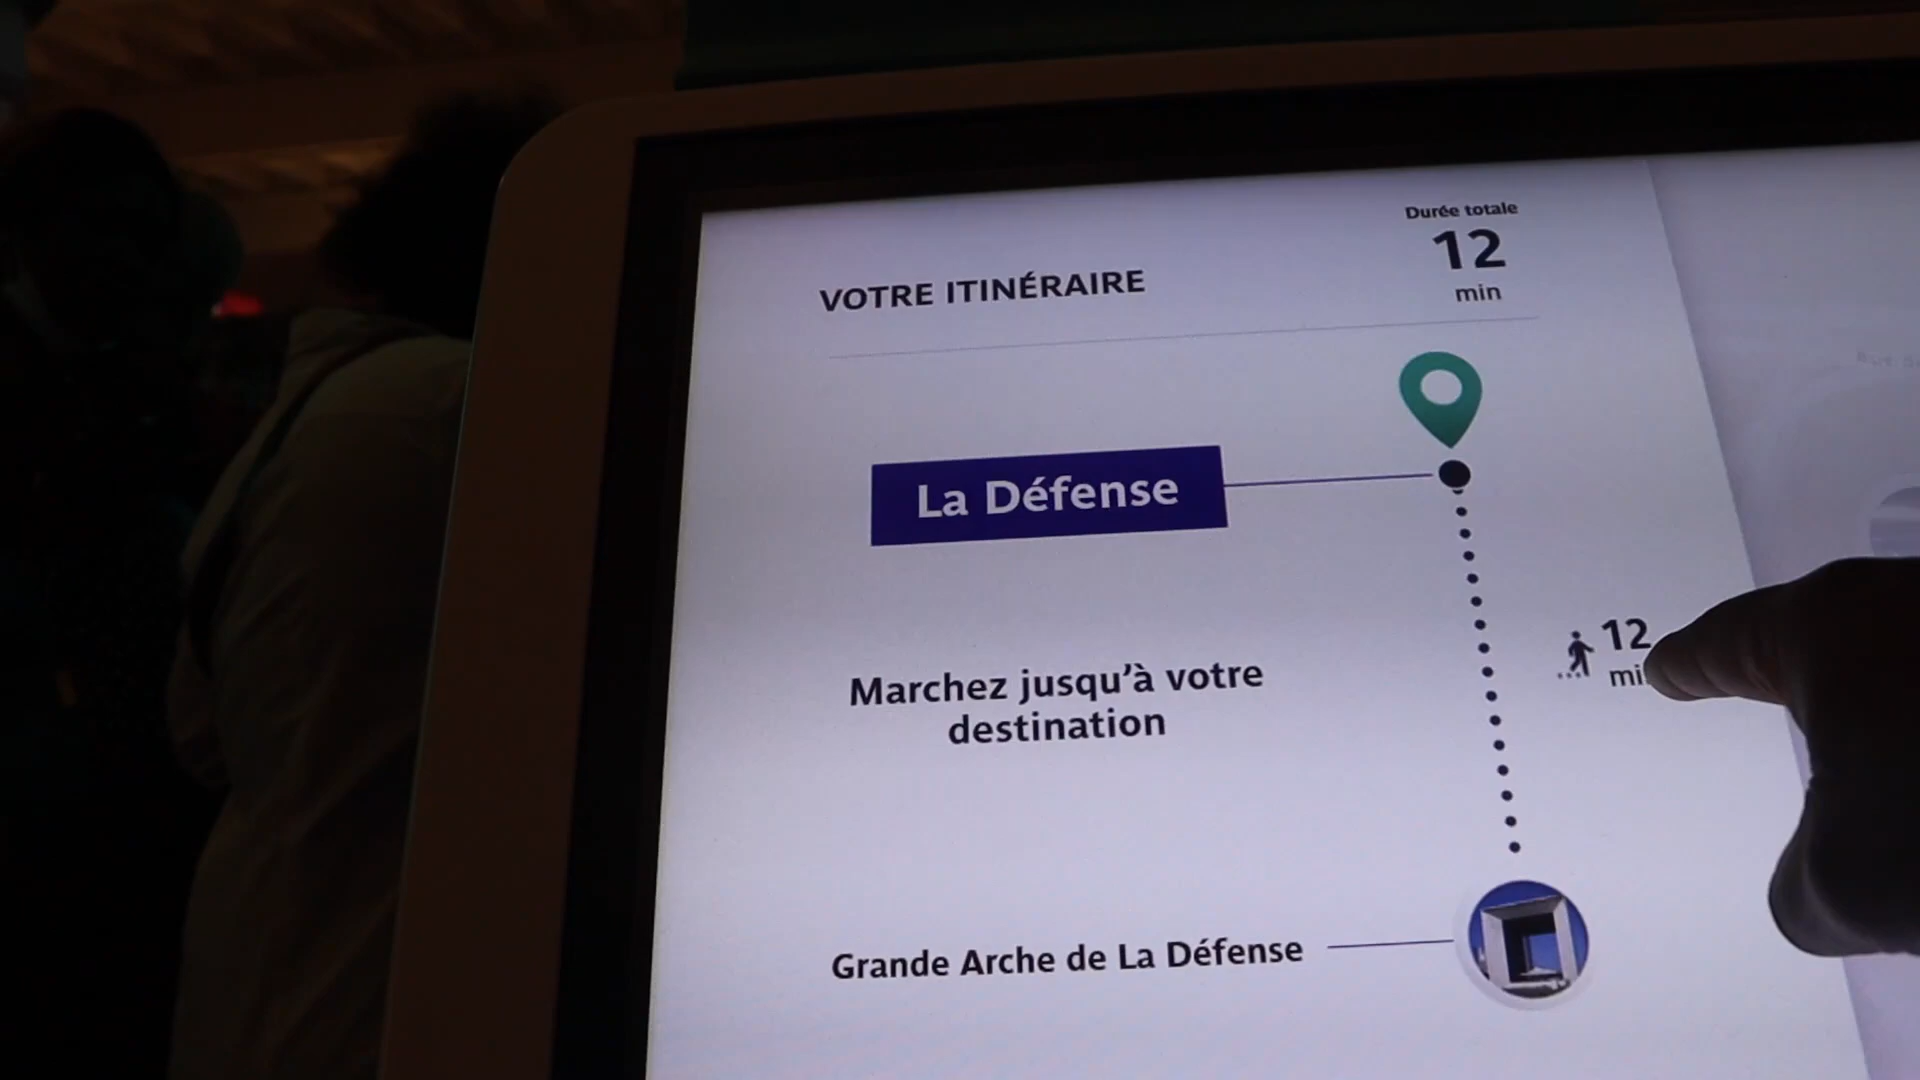 Durée totale
12
min
VOTRE ITINÉRAIRE
La Défense
12
Marchez jusqu'à votre
destination
Grande Arche de La Défense